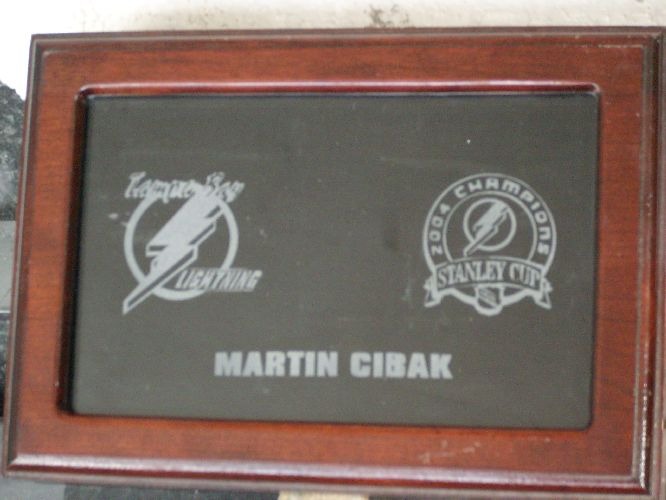 Tampa Bay
LIGHTNING
2004 CHAMPIONS
STANLEY CUP
MARTIN CIBAK